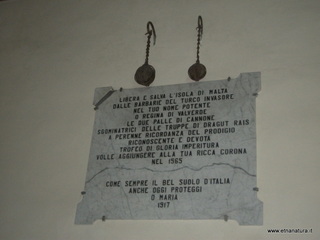 LIBERA E SALVA L'ISOLA DI MALTA
DALLE BARBARIE DEL TURCO INVASORE
NEL TUO NOME POTENTE
O REGINA DI VALVERDE
LE DUE PALLE DI CANNONE
SGOMINATRICI DELLE TRUPPE DI DRAGUT RAIS
A PERENNE RICORDANZA DEL PRODIGIO
RICONOSCENTE E DEVOTA
TROFEO DI GLORIA IMPERITURA
VOLLE AGGIUNGERE ALLA TUA RICCA CORONA
NEL 1565
COME SEMPRE IL BEL SUOLO D'ITALIA
ANCHE OGGI PROTEGGI
O MARIA
1917
www.etnanatura.it